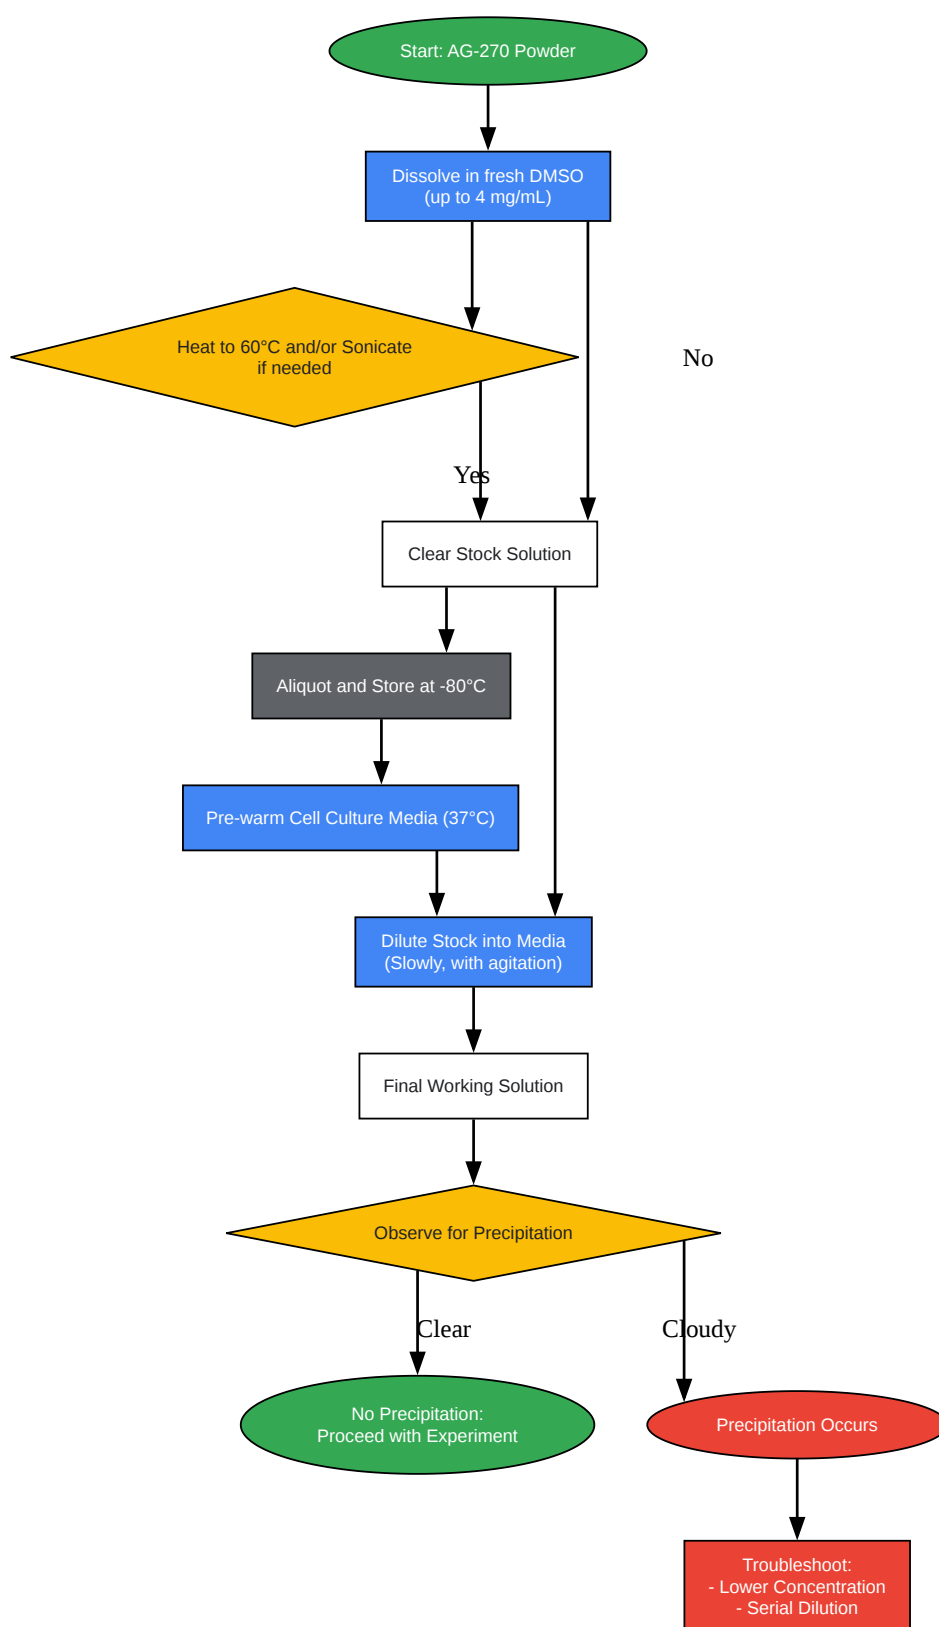 Start: AG-270 Powder
Dissolve in fresh DMSO
(up to 4 mg/mL)
Heat to 60°C and/or Sonicate
if needed
No
Yes
Clear Stock Solution
Aliquot and Store at -80°C
Pre-warm Cell Culture Media (37°C)
Dilute Stock into Media
(Slowly, with agitation)
Final Working Solution
Observe for Precipitation
Clear
Cloudy
No Precipitation:
Proceed with Experiment
Precipitation Occurs
Troubleshoot:
- Lower Concentration
- Serial Dilution